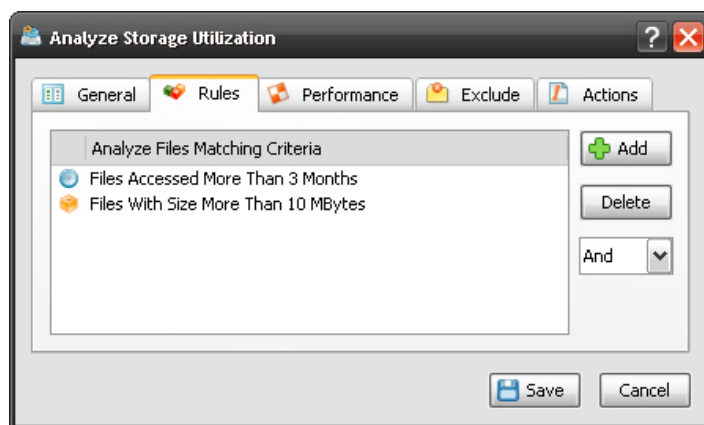 Analyze Storage Utilization
?
General Rules Performance Exclude Actions
Analyze Files Matching Criteria
Add
Files Accessed More Than 3 Months
Files With Size More Than 10 MBytes
Delete
And
Save Cancel